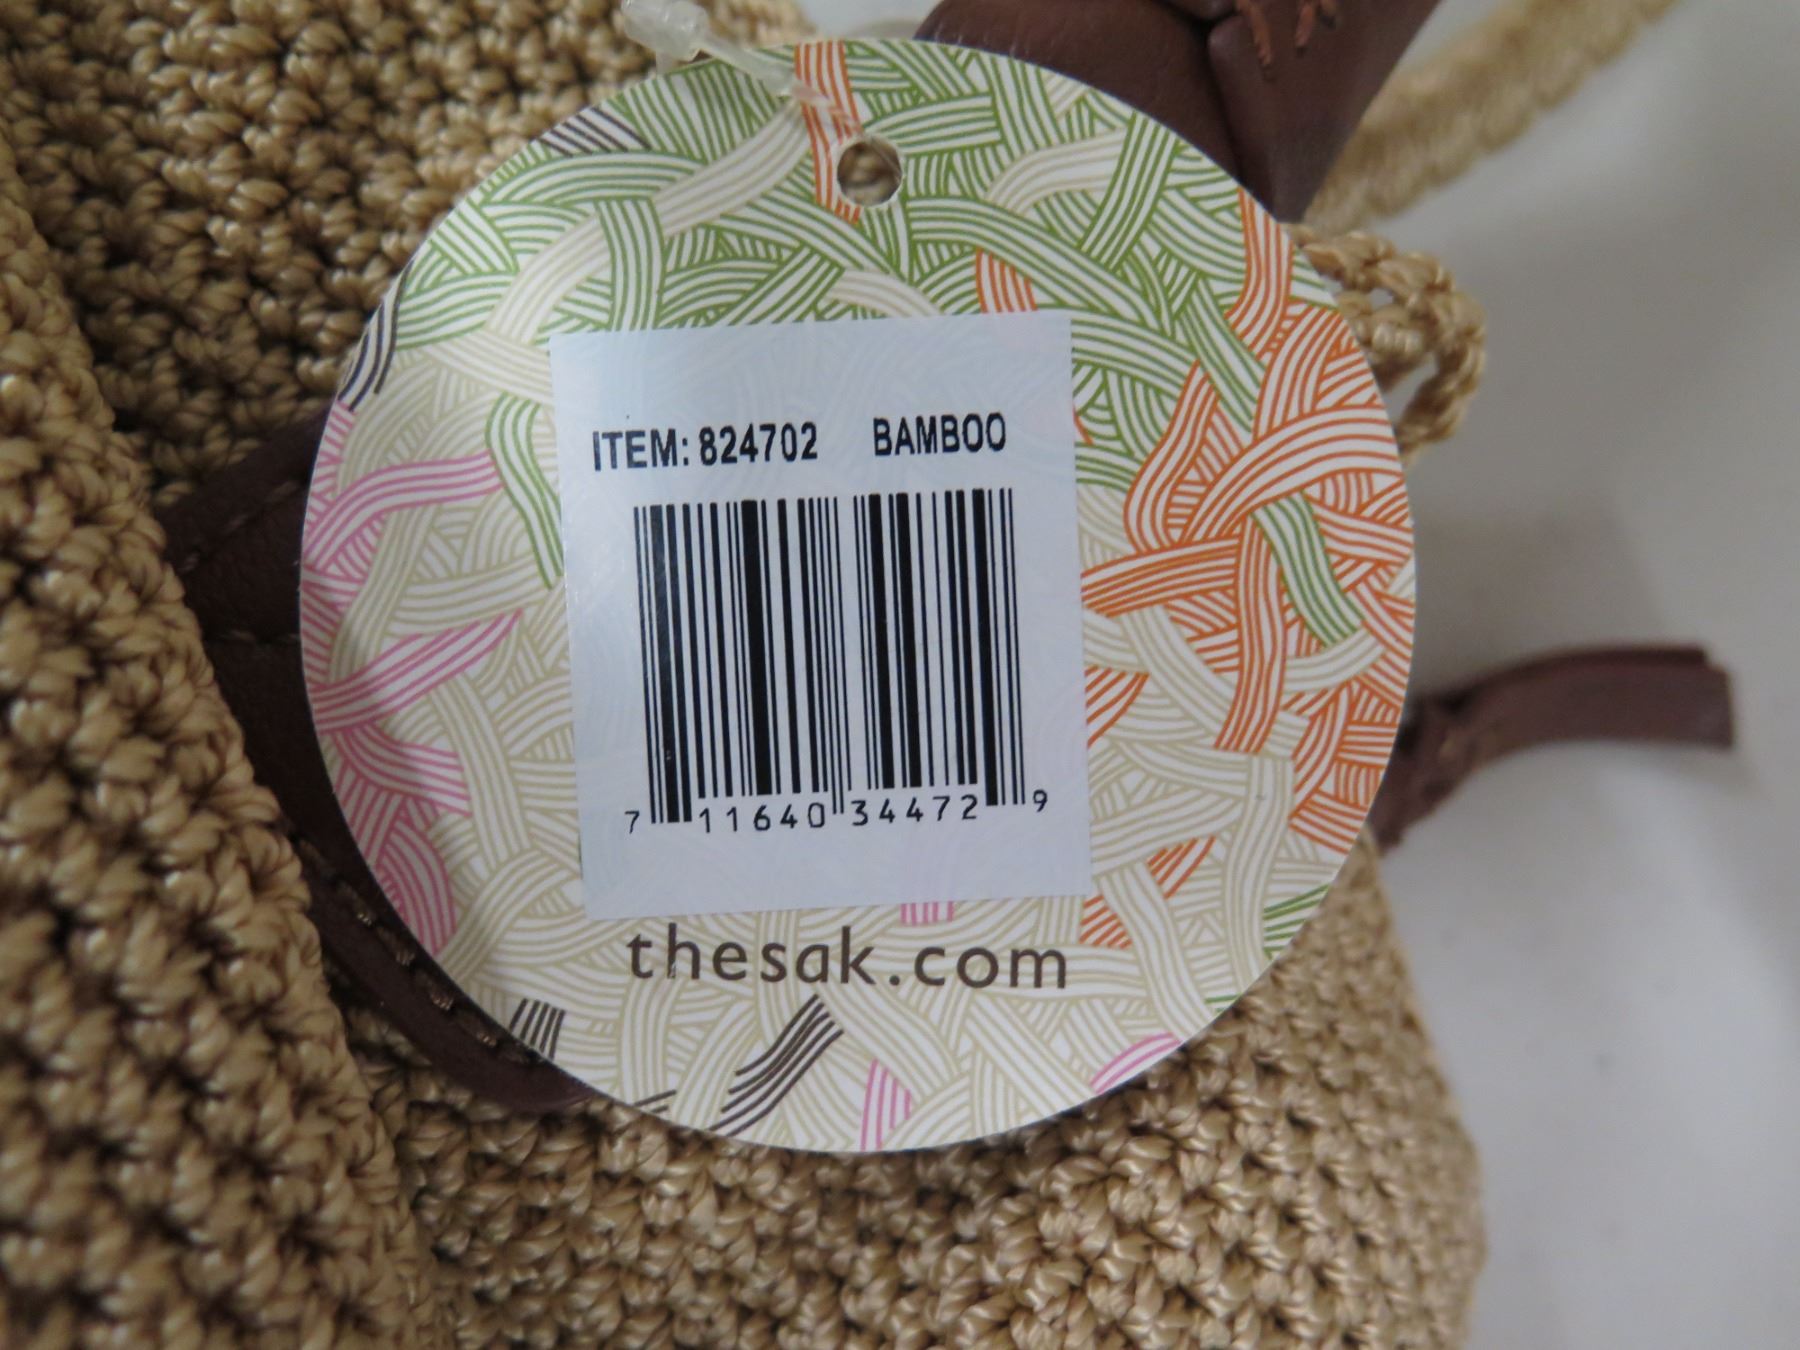 ITEM: 824702 BAMBOO
7 11640 34472 9
thesak.com